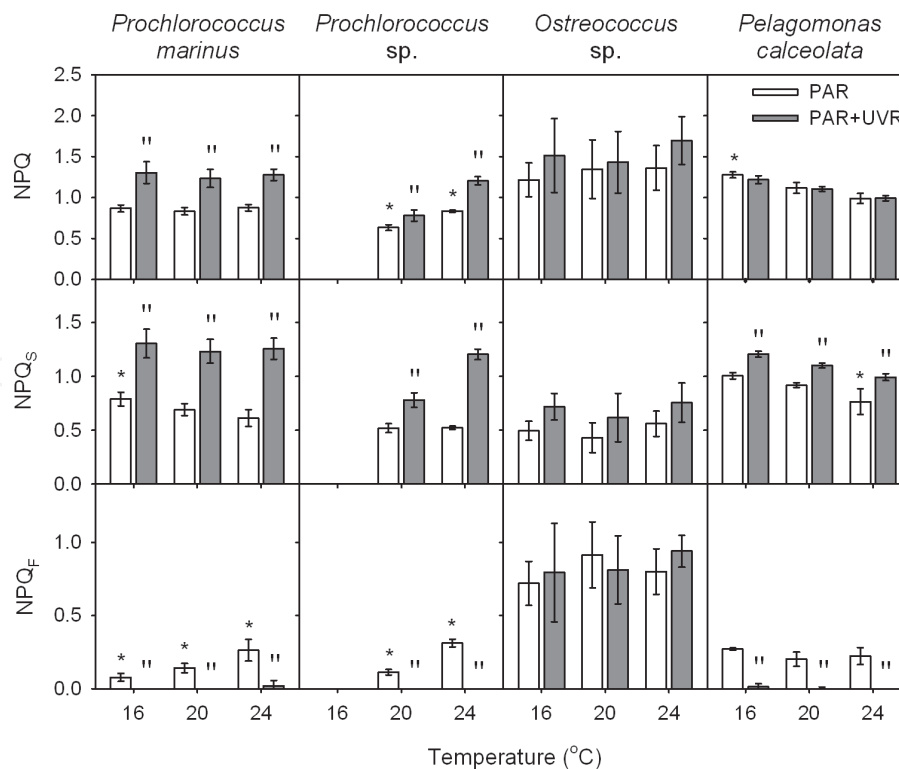 Prochlorococcus marinus
Prochlorococcus sp.
Ostreococcus sp.
Pelagomonas calceolata
2.5
2.0
1.5
1.0
0.5
0.0
NPQ
PAR
PAR+UVR
" " "
* " * "
*
1.5
1.0
0.5
0.0
NPQS
* " " "
" "
" " * "
1.0
0.5
0.0
NPQF
* " * " * "
* " * "
" " "
16 20 24
16 20 24
16 20 24
16 20 24
Temperature (°C)